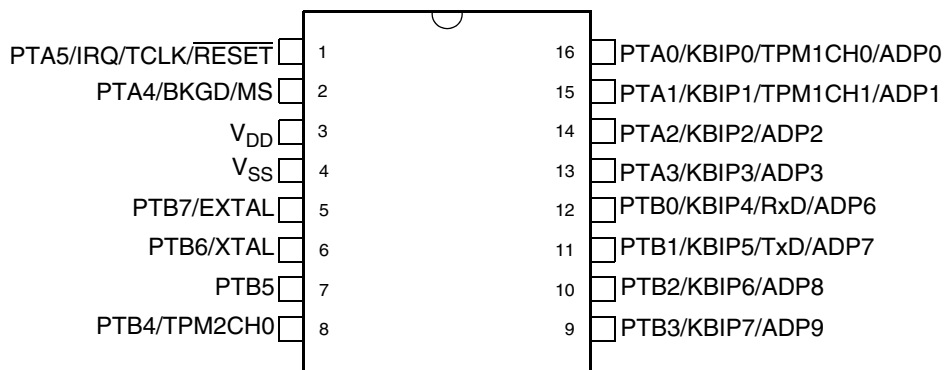 PTA5/IRQ/TCLK/RESET 1 16 PTA0/KBIP0/TPM1CH0/ADP0
PTA4/BKGD/MS 2 15 PTA1/KBIP1/TPM1CH1/ADP1
VDD 3 14 PTA2/KBIP2/ADP2
VSS 4 13 PTA3/KBIP3/ADP3
PTB7/EXTAL 5 12 PTB0/KBIP4/RxD/ADP6
PTB6/XTAL 6 11 PTB1/KBIP5/TxD/ADP7
PTB5 7 10 PTB2/KBIP6/ADP8
PTB4/TPM2CH0 8 9 PTB3/KBIP7/ADP9